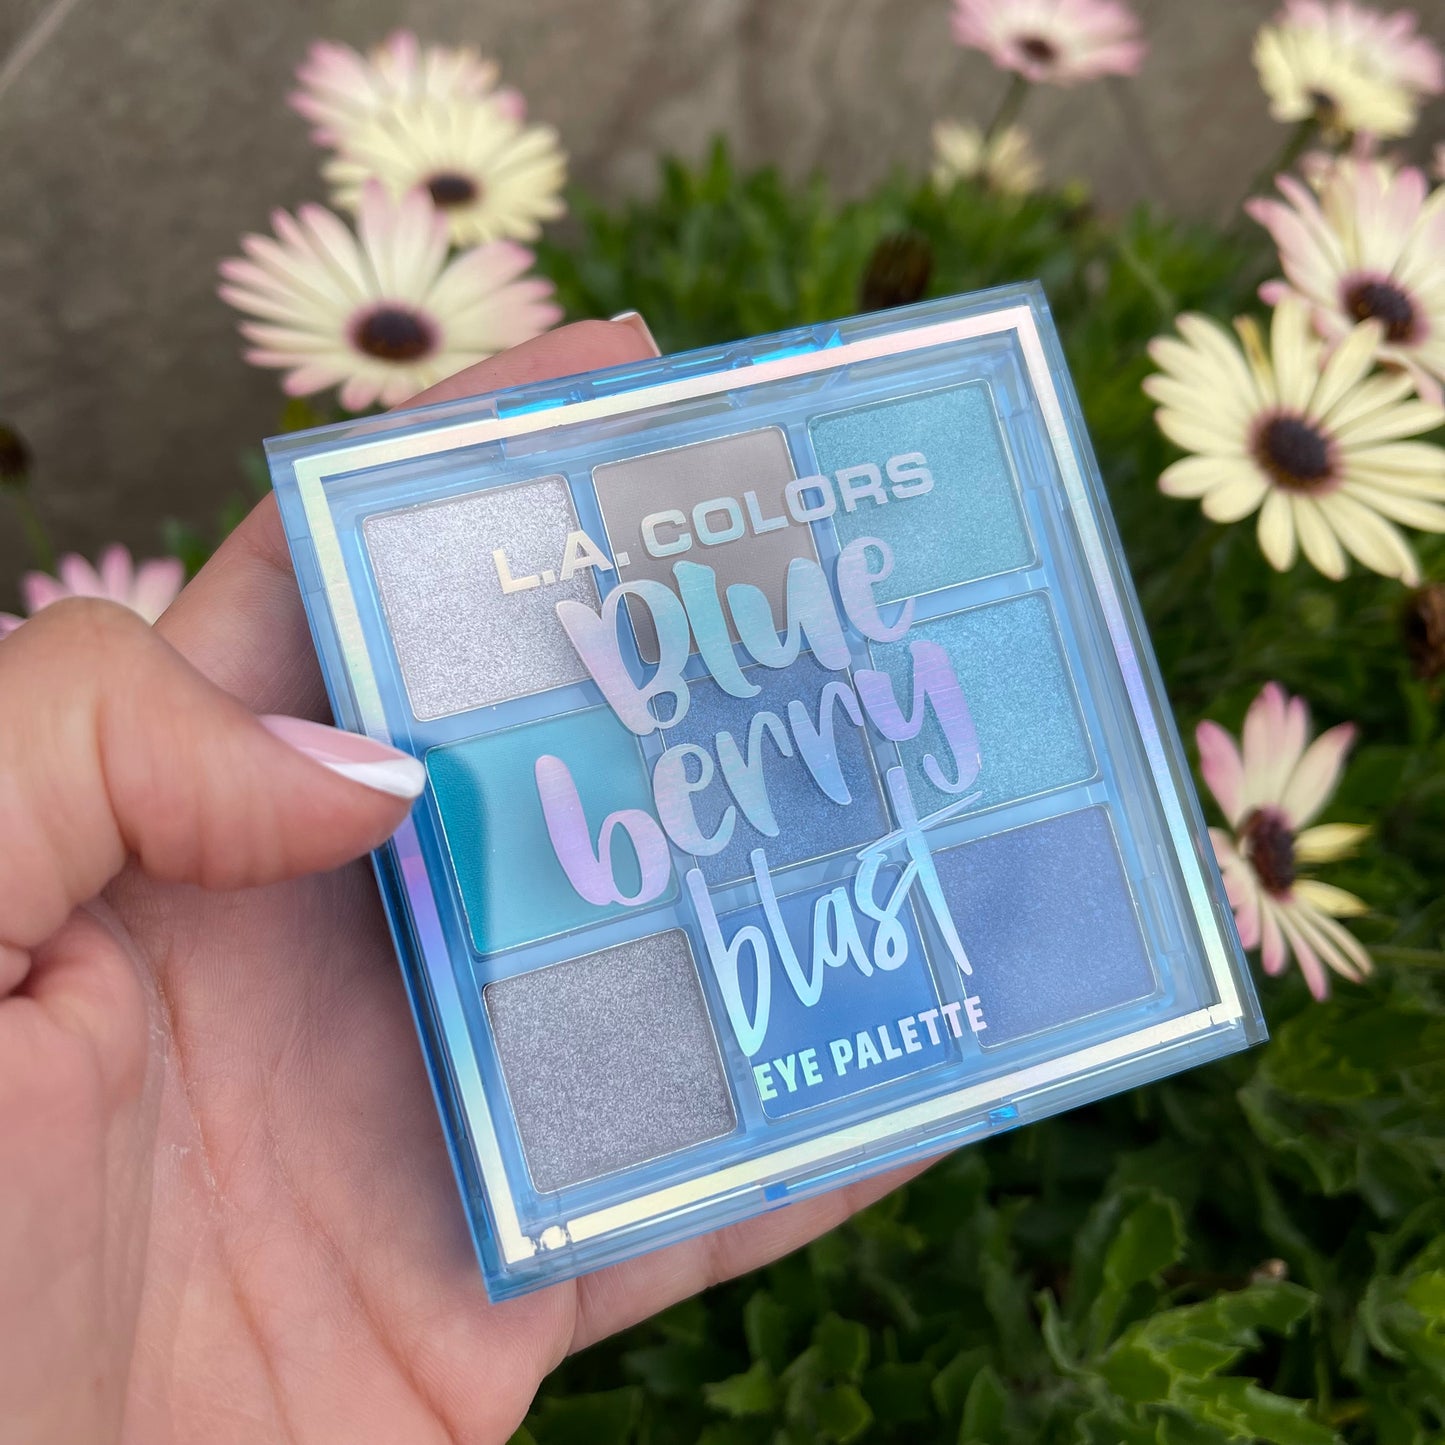 L.A. COLORS
Blue
berry
blast
EYE PALETTE